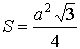 S = a²√3 / 4